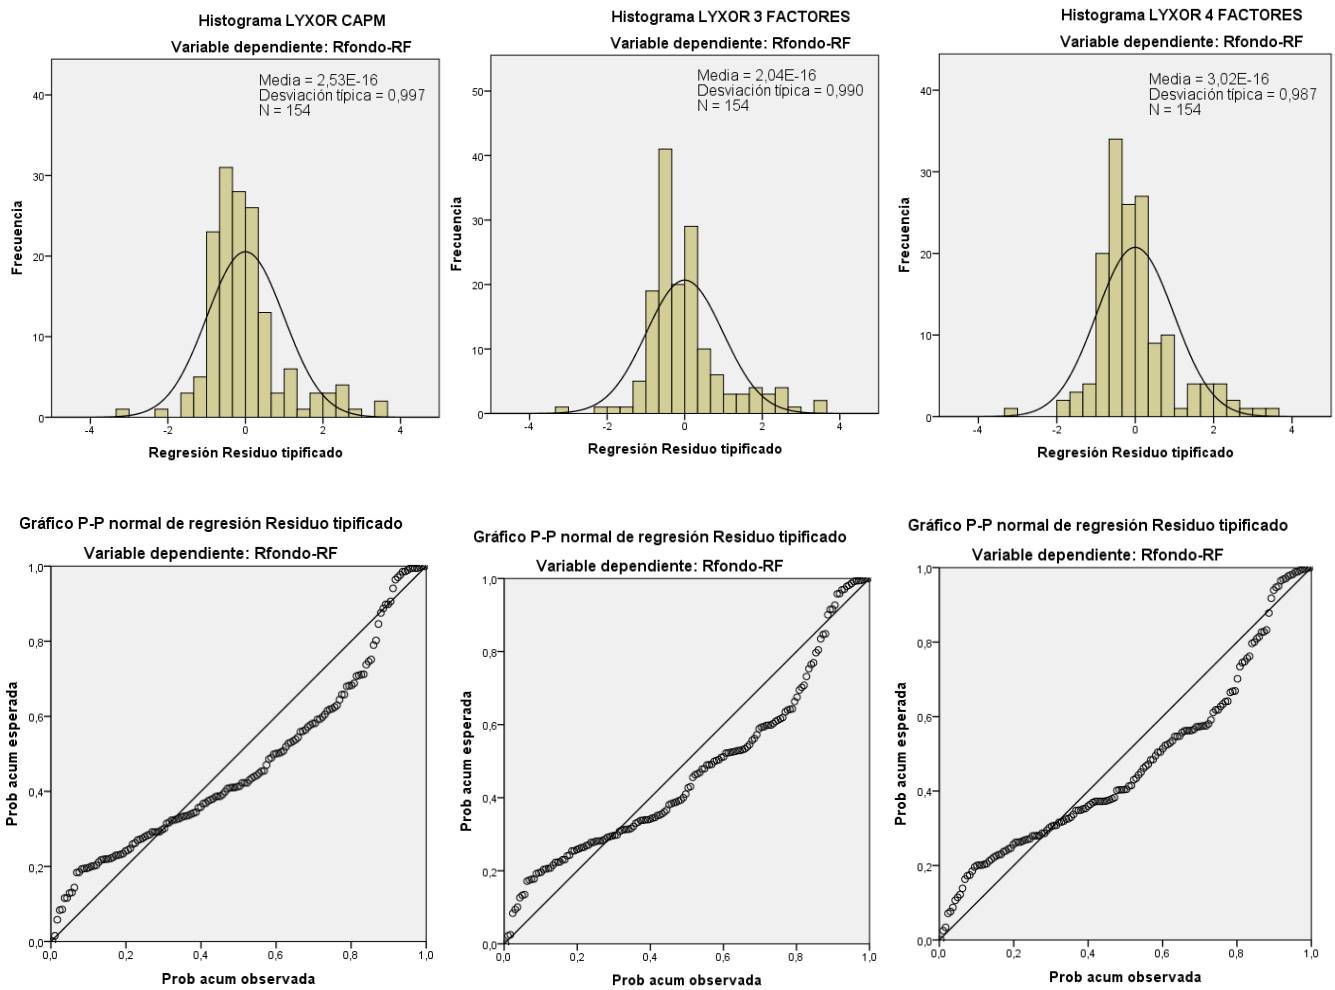 Histograma LYXOR CAPM
Variable dependiente: Rfondo-RF
Media = 2,53E-16
Desviación típica = 0,997
N = 154
40
30
20
10
0
Frecuencia
-4
-2
0
2
4
Regresión Residuo tipificado
Histograma LYXOR 3 FACTORES
Variable dependiente: Rfondo-RF
Media = 2,04E-16
Desviación típica = 0,990
N = 154
50
40
30
20
10
0
Frecuencia
-4
-2
0
2
4
Regresión Residuo tipificado
Histograma LYXOR 4 FACTORES
Variable dependiente: Rfondo-RF
Media = 3,02E-16
Desviación típica = 0,987
N = 154
40
30
20
10
0
Frecuencia
-4
-2
0
2
4
Regresión Residuo tipificado
Gráfico P-P normal de regresión Residuo tipificado
Variable dependiente: Rfondo-RF
1,0
0,8
0,6
0,4
0,2
0,0
Prob acum esperada
0,0
0,2
0,4
0,6
0,8
1,0
Prob acum observada
Gráfico P-P normal de regresión Residuo tipificado
Variable dependiente: Rfondo-RF
1,0
0,8
0,6
0,4
0,2
0,0
Prob acum esperada
0,0
0,2
0,4
0,6
0,8
1,0
Prob acum observada
Gráfico P-P normal de regresión Residuo tipificado
Variable dependiente: Rfondo-RF
1,0
0,8
0,6
0,4
0,2
0,0
Prob acum esperada
0,0
0,2
0,4
0,6
0,8
1,0
Prob acum observada